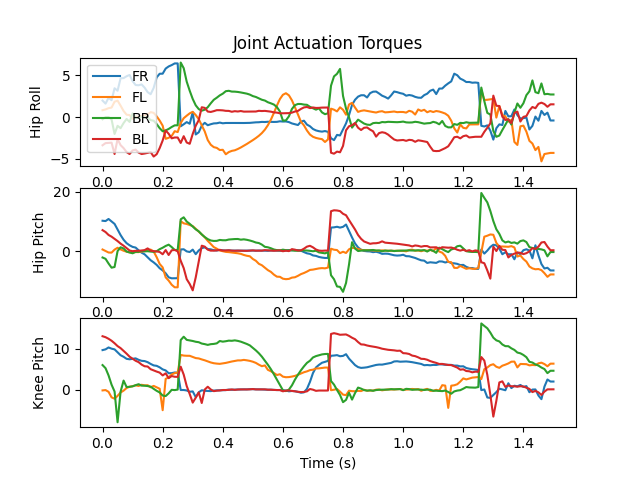 Joint Actuation Torques
Hip Roll
5
0
−5
FR
FL
BR
BL
0.0 0.2 0.4 0.6 0.8 1.0 1.2 1.4
Hip Pitch
20
0
0.0 0.2 0.4 0.6 0.8 1.0 1.2 1.4
Knee Pitch
10
0
0.0 0.2 0.4 0.6 0.8 1.0 1.2 1.4
Time (s)